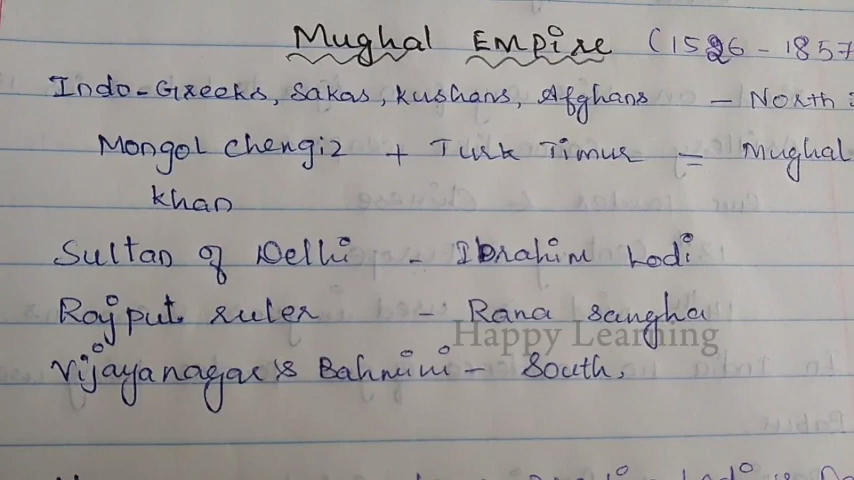 Mughal Empire (1526 - 1857
Indo-Greeks, Sakas, Kushans, Afghans - North
Mongol Chengiz + Turk Timur = Mughal
Khan
Sultan of Delhi - Ibrahim Lodi
Rajput ruler - Rana Sangha
Happy Learning
Vijayanagar & Bahmini - South,